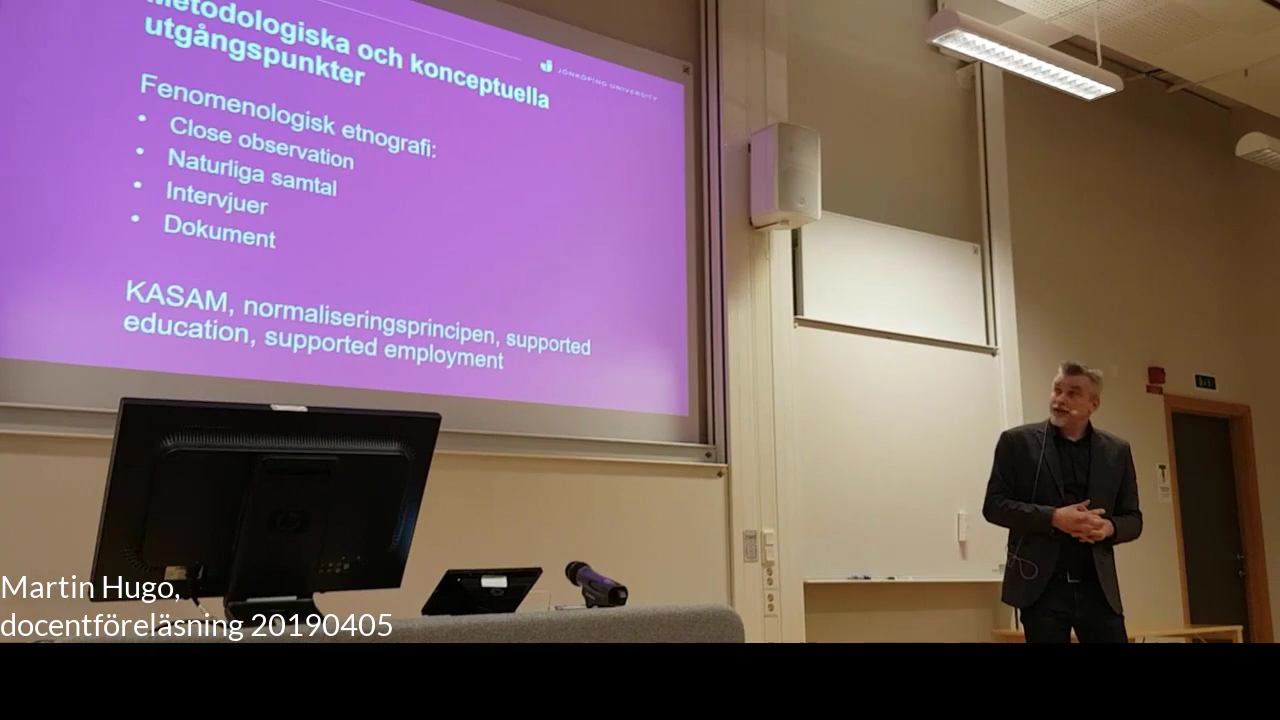 Metodologiska och konceptuella
utgångspunkter
JÖNKÖPING UNIVERSITY
Fenomenologisk etnografi:
• Close observation
• Naturliga samtal
• Intervjuer
• Dokument
KASAM, normaliseringsprincipen, supported
education, supported employment
Martin Hugo,
docentföreläsning 20190405